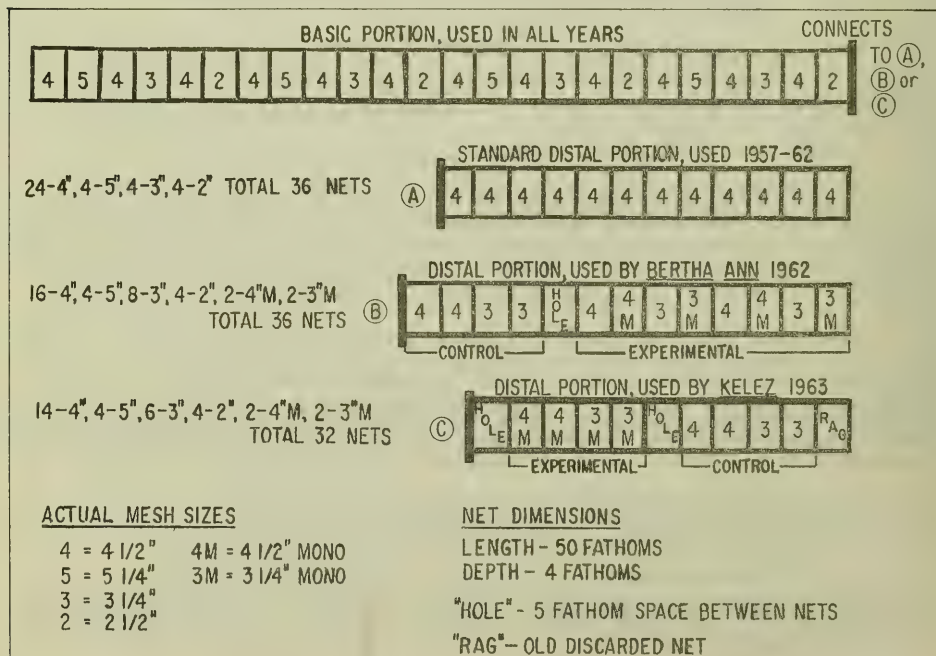 BASIC PORTION, USED IN ALL YEARS
CONNECTS
TO Ⓐ,
Ⓑ or
Ⓒ
4 5 4 3 4 2 4 5 4 3 4 2 4 5 4 3 4 2 4 5 4 3 4 2
STANDARD DISTAL PORTION, USED 1957-62
24-4", 4-5", 4-3", 4-2" TOTAL 36 NETS
Ⓐ
4 4 4 4 4 4 4 4 4 4 4 4
DISTAL PORTION, USED BY BERTHA ANN 1962
16-4", 4-5", 8-3", 4-2", 2-4"M, 2-3"M
TOTAL 36 NETS
Ⓑ
4 4 3 3 HOLE 4 4M 3 3M 4 4M 3 3M
CONTROL EXPERIMENTAL
DISTAL PORTION, USED BY KELEZ 1963
14-4", 4-5", 6-3", 4-2", 2-4"M, 2-3"M
TOTAL 32 NETS
Ⓒ
HOLE 4M 4M 3M 3M HOLE 4 4 3 3 RAG
EXPERIMENTAL CONTROL
ACTUAL MESH SIZES
4 = 4 1/2" 4M = 4 1/2" MONO
5 = 5 1/4" 3M = 3 1/4" MONO
3 = 3 1/4"
2 = 2 1/2"
NET DIMENSIONS
LENGTH - 50 FATHOMS
DEPTH - 4 FATHOMS
"HOLE" - 5 FATHOM SPACE BETWEEN NETS
"RAG" - OLD DISCARDED NET